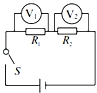 V₁ V₂
R₁ R₂
S